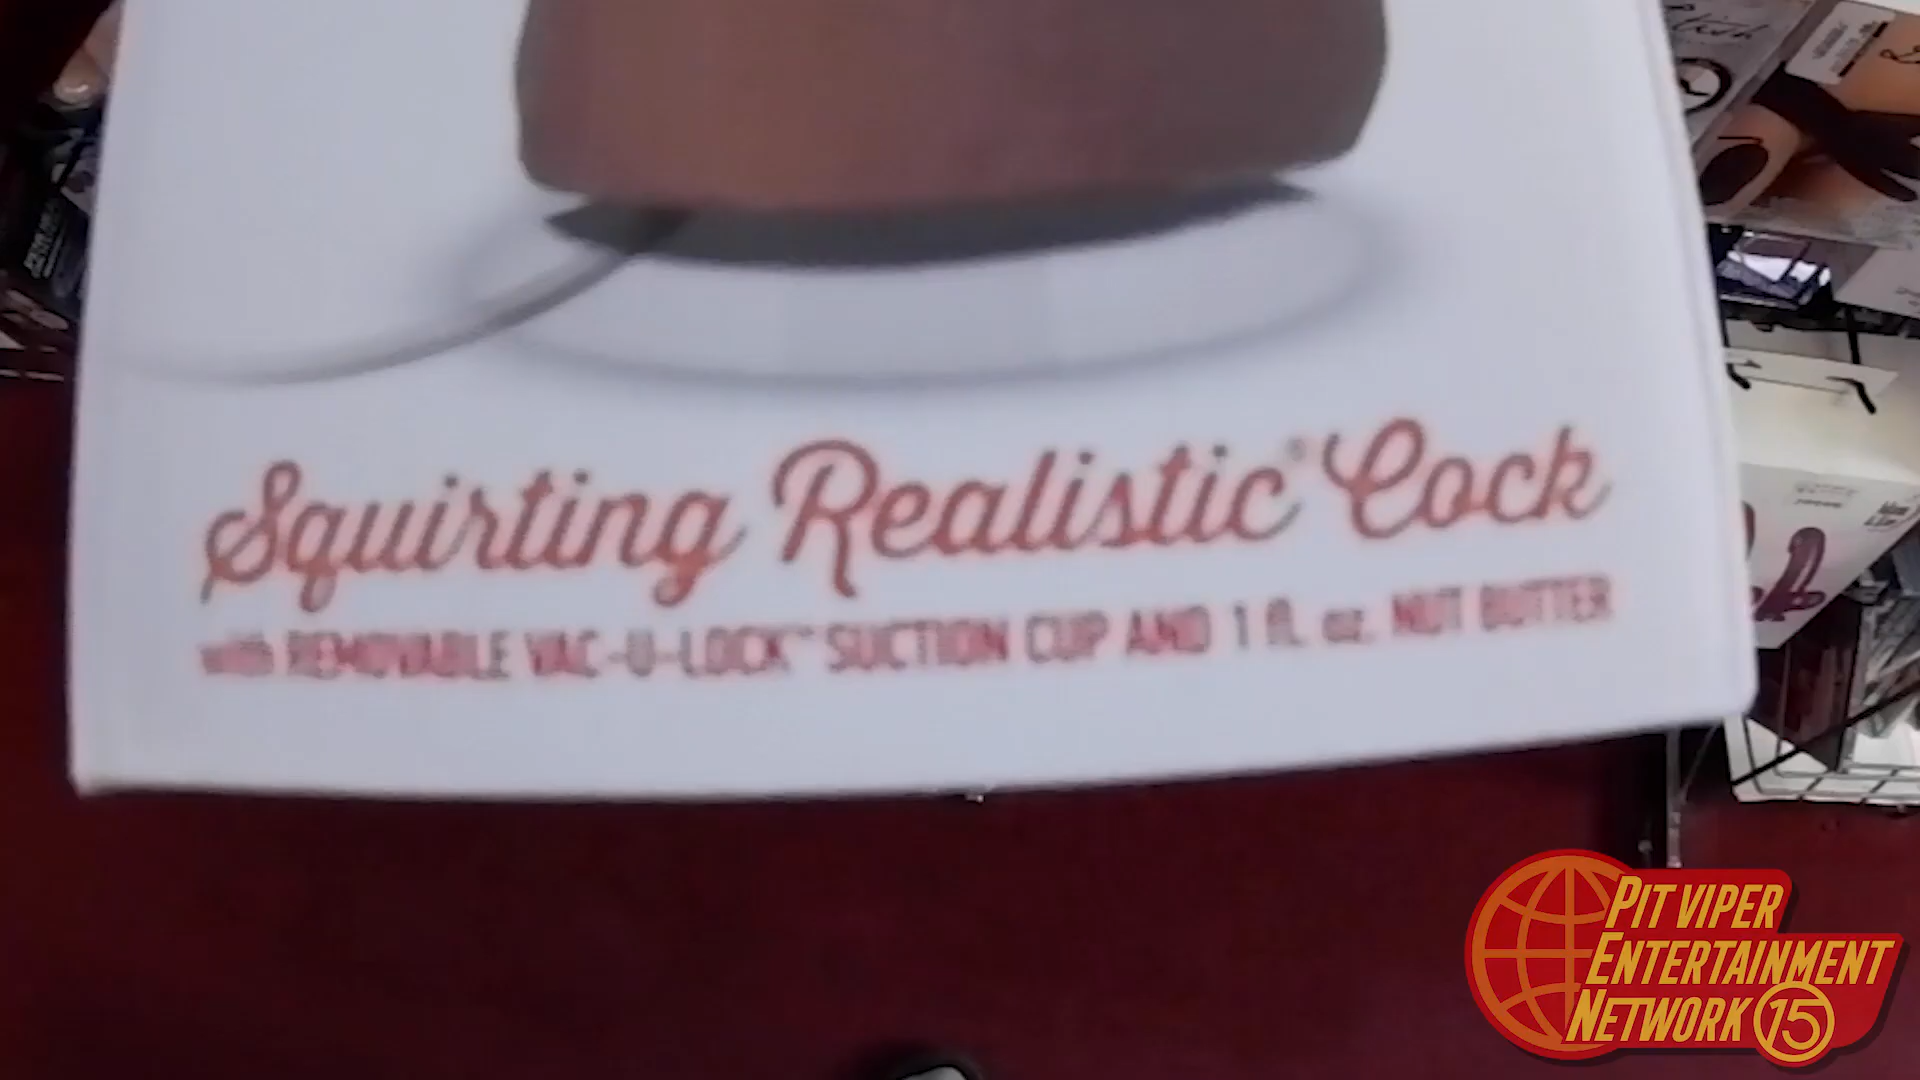 Squirting Realistic® Cock
with REMOVABLE VAC-U-LOCK™ SUCTION CUP AND 1 fl. oz. NUT BUTTER
PIT VIPER
ENTERTAINMENT
NETWORK 15